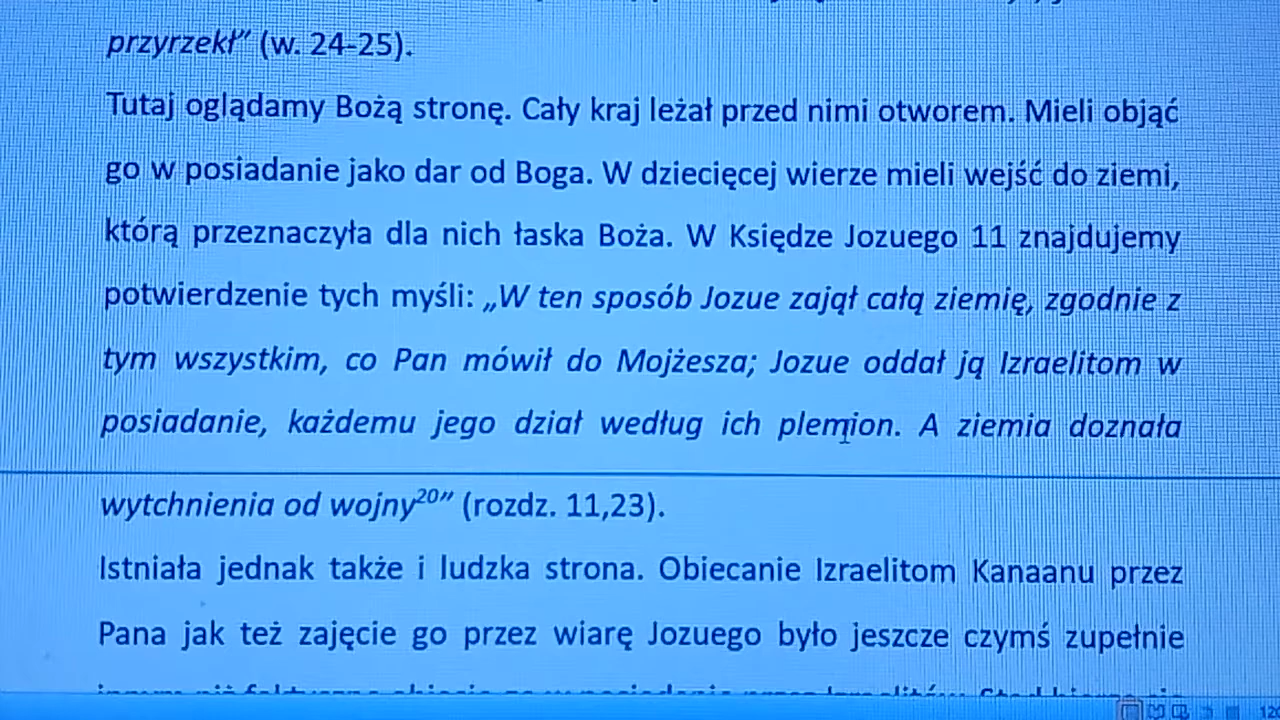 przyrzekł” (w. 24-25).
Tutaj oglądamy Bożą stronę. Cały kraj leżał przed nimi otworem. Mieli objąć
go w posiadanie jako dar od Boga. W dziecięcej wierze mieli wejść do ziemi,
którą przeznaczyła dla nich łaska Boża. W Księdze Jozuego 11 znajdujemy
potwierdzenie tych myśli: „W ten sposób Jozue zajął całą ziemię, zgodnie z
tym wszystkim, co Pan mówił do Mojżesza; Jozue oddał ją Izraelitom w
posiadanie, każdemu jego dział według ich plemion. A ziemia doznała
wytchnienia od wojny²⁰” (rozdz. 11,23).
Istniała jednak także i ludzka strona. Obiecanie Izraelitom Kanaanu przez
Pana jak też zajęcie go przez wiarę Jozuego było jeszcze czymś zupełnie